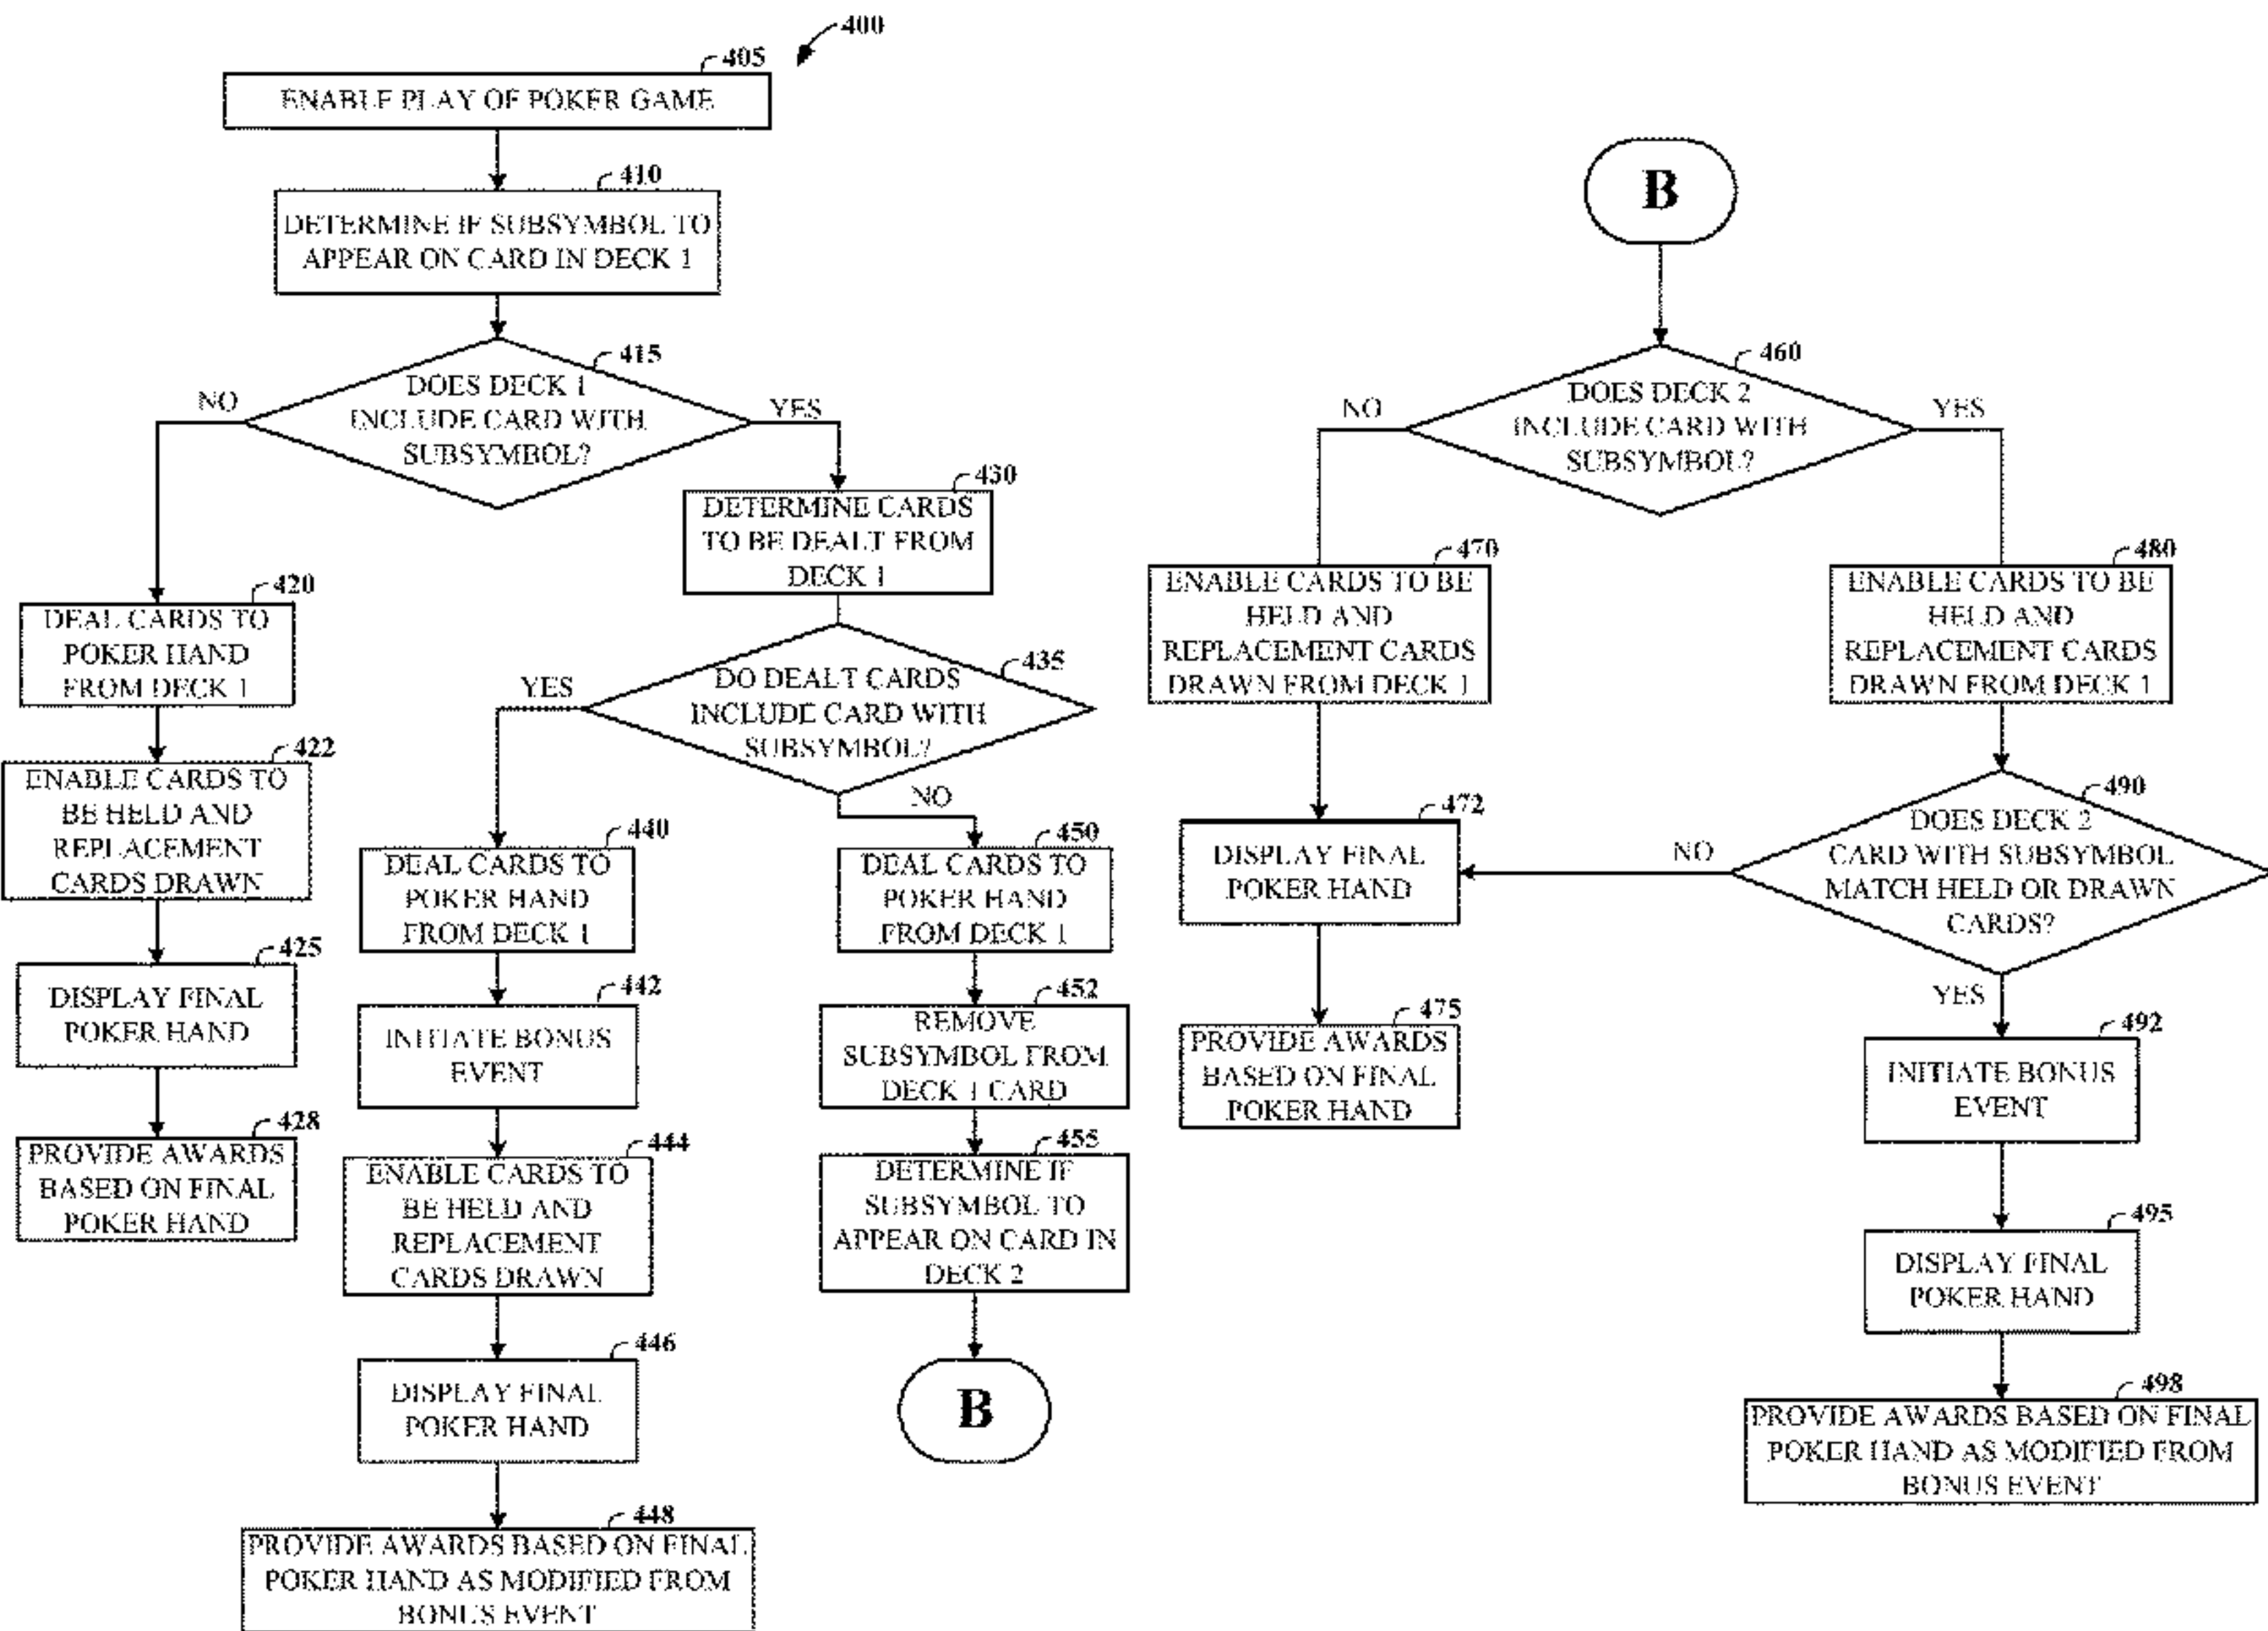 400
405
ENABLE PLAY OF POKER GAME
410
DETERMINE IF SUBSYMBOL TO
APPEAR ON CARD IN DECK 1
415
DOES DECK 1
INCLUDE CARD WITH
SUBSYMBOL?
NO
YES
420
DEAL CARDS TO
POKER HAND
FROM DECK 1
422
ENABLE CARDS TO
BE HELD AND
REPLACEMENT
CARDS DRAWN
425
DISPLAY FINAL
POKER HAND
428
PROVIDE AWARDS
BASED ON FINAL
POKER HAND
430
DETERMINE CARDS
TO BE DEALT FROM
DECK 1
435
DO DEALT CARDS
INCLUDE CARD WITH
SUBSYMBOL?
YES
NO
440
DEAL CARDS TO
POKER HAND
FROM DECK 1
442
INITIATE BONUS
EVENT
444
ENABLE CARDS TO
BE HELD AND
REPLACEMENT
CARDS DRAWN
446
DISPLAY FINAL
POKER HAND
448
PROVIDE AWARDS BASED ON FINAL
POKER HAND AS MODIFIED FROM
BONUS EVENT
450
DEAL CARDS TO
POKER HAND
FROM DECK 1
452
REMOVE
SUBSYMBOL FROM
DECK 1 CARD
455
DETERMINE IF
SUBSYMBOL TO
APPEAR ON CARD IN
DECK 2
B
B
460
DOES DECK 2
INCLUDE CARD WITH
SUBSYMBOL?
NO
YES
470
ENABLE CARDS TO BE
HELD AND
REPLACEMENT CARDS
DRAWN FROM DECK 1
472
DISPLAY FINAL
POKER HAND
475
PROVIDE AWARDS
BASED ON FINAL
POKER HAND
480
ENABLE CARDS TO BE
HELD AND
REPLACEMENT CARDS
DRAWN FROM DECK 1
490
DOES DECK 2
CARD WITH SUBSYMBOL
MATCH HELD OR DRAWN
CARDS?
NO
YES
492
INITIATE BONUS
EVENT
495
DISPLAY FINAL
POKER HAND
498
PROVIDE AWARDS BASED ON FINAL
POKER HAND AS MODIFIED FROM
BONUS EVENT